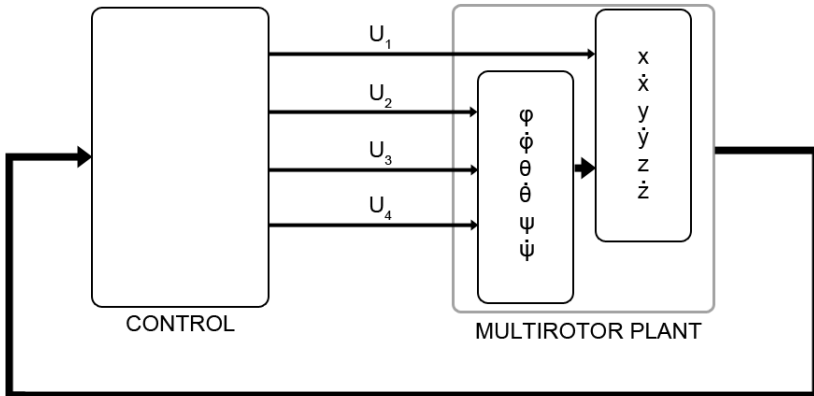 U₁
U₂
U₃
U₄
φ
φ̇
θ
θ̇
ψ
ψ̇
x
ẋ
y
ẏ
z
ż
CONTROL
MULTIROTOR PLANT